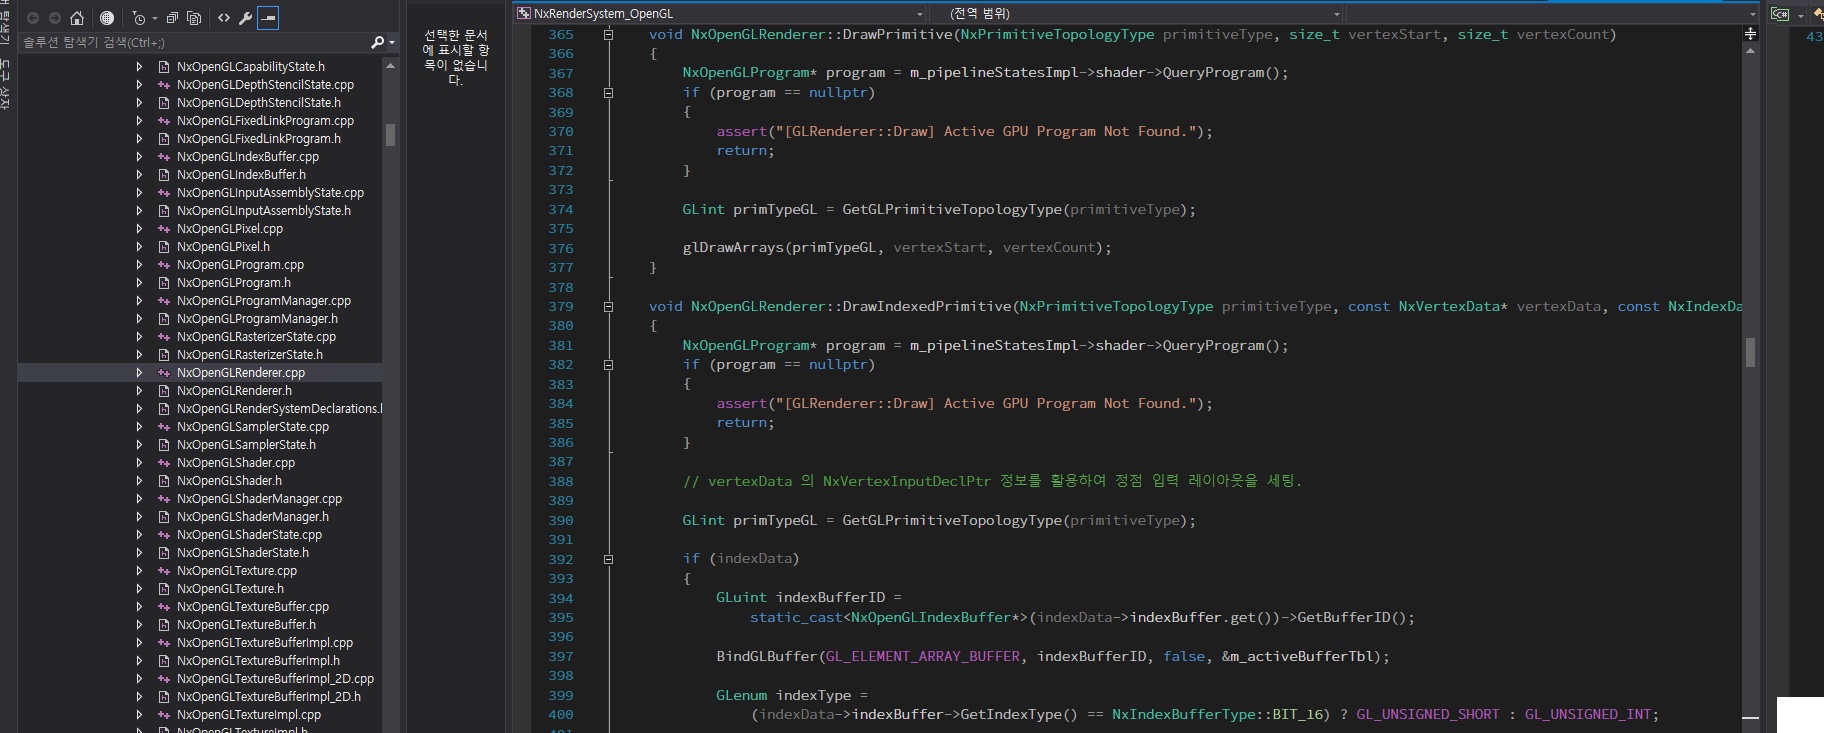 솔루션 탐색기 검색(Ctrl+;)
NxOpenGLCapabilityState.h
NxOpenGLDepthStencilState.cpp
NxOpenGLDepthStencilState.h
NxOpenGLFixedLinkProgram.cpp
NxOpenGLFixedLinkProgram.h
NxOpenGLIndexBuffer.cpp
NxOpenGLIndexBuffer.h
NxOpenGLInputAssemblyState.cpp
NxOpenGLInputAssemblyState.h
NxOpenGLPixel.cpp
NxOpenGLPixel.h
NxOpenGLProgram.cpp
NxOpenGLProgram.h
NxOpenGLProgramManager.cpp
NxOpenGLProgramManager.h
NxOpenGLRasterizerState.cpp
NxOpenGLRasterizerState.h
NxOpenGLRenderer.cpp
NxOpenGLRenderer.h
NxOpenGLRenderSystemDeclarations.h
NxOpenGLSamplerState.cpp
NxOpenGLSamplerState.h
NxOpenGLShader.cpp
NxOpenGLShader.h
NxOpenGLShaderManager.cpp
NxOpenGLShaderManager.h
NxOpenGLShaderState.cpp
NxOpenGLShaderState.h
NxOpenGLTexture.cpp
NxOpenGLTexture.h
NxOpenGLTextureBuffer.cpp
NxOpenGLTextureBuffer.h
NxOpenGLTextureBufferImpl.cpp
NxOpenGLTextureBufferImpl.h
NxOpenGLTextureBufferImpl_2D.cpp
NxOpenGLTextureBufferImpl_2D.h
NxOpenGLTextureImpl.cpp
NxOpenGLTextureImpl.h
선택한 문서
에 표시할 항
목이 없습니
다.
NxRenderSystem_OpenGL (전역 범위)
365 void NxOpenGLRenderer::DrawPrimitive(NxPrimitiveTopologyType primitiveType, size_t vertexStart, size_t vertexCount)
366 {
367 NxOpenGLProgram* program = m_pipelineStatesImpl->shader->QueryProgram();
368 if (program == nullptr)
369 {
370 assert("[GLRenderer::Draw] Active GPU Program Not Found.");
371 return;
372 }
373
374 GLint primTypeGL = GetGLPrimitiveTopologyType(primitiveType);
375
376 glDrawArrays(primTypeGL, vertexStart, vertexCount);
377 }
378
379 void NxOpenGLRenderer::DrawIndexedPrimitive(NxPrimitiveTopologyType primitiveType, const NxVertexData* vertexData, const NxIndexDa
380 {
381 NxOpenGLProgram* program = m_pipelineStatesImpl->shader->QueryProgram();
382 if (program == nullptr)
383 {
384 assert("[GLRenderer::Draw] Active GPU Program Not Found.");
385 return;
386 }
387
388 // vertexData 의 NxVertexInputDeclPtr 정보를 활용하여 정점 입력 레이아웃을 세팅.
389
390 GLint primTypeGL = GetGLPrimitiveTopologyType(primitiveType);
391
392 if (indexData)
393 {
394 GLuint indexBufferID =
395 static_cast<NxOpenGLIndexBuffer*>(indexData->indexBuffer.get())->GetBufferID();
396
397 BindGLBuffer(GL_ELEMENT_ARRAY_BUFFER, indexBufferID, false, &m_activeBufferTbl);
398
399 GLenum indexType =
400 (indexData->indexBuffer->GetIndexType() == NxIndexBufferType::BIT_16) ? GL_UNSIGNED_SHORT : GL_UNSIGNED_INT;
43